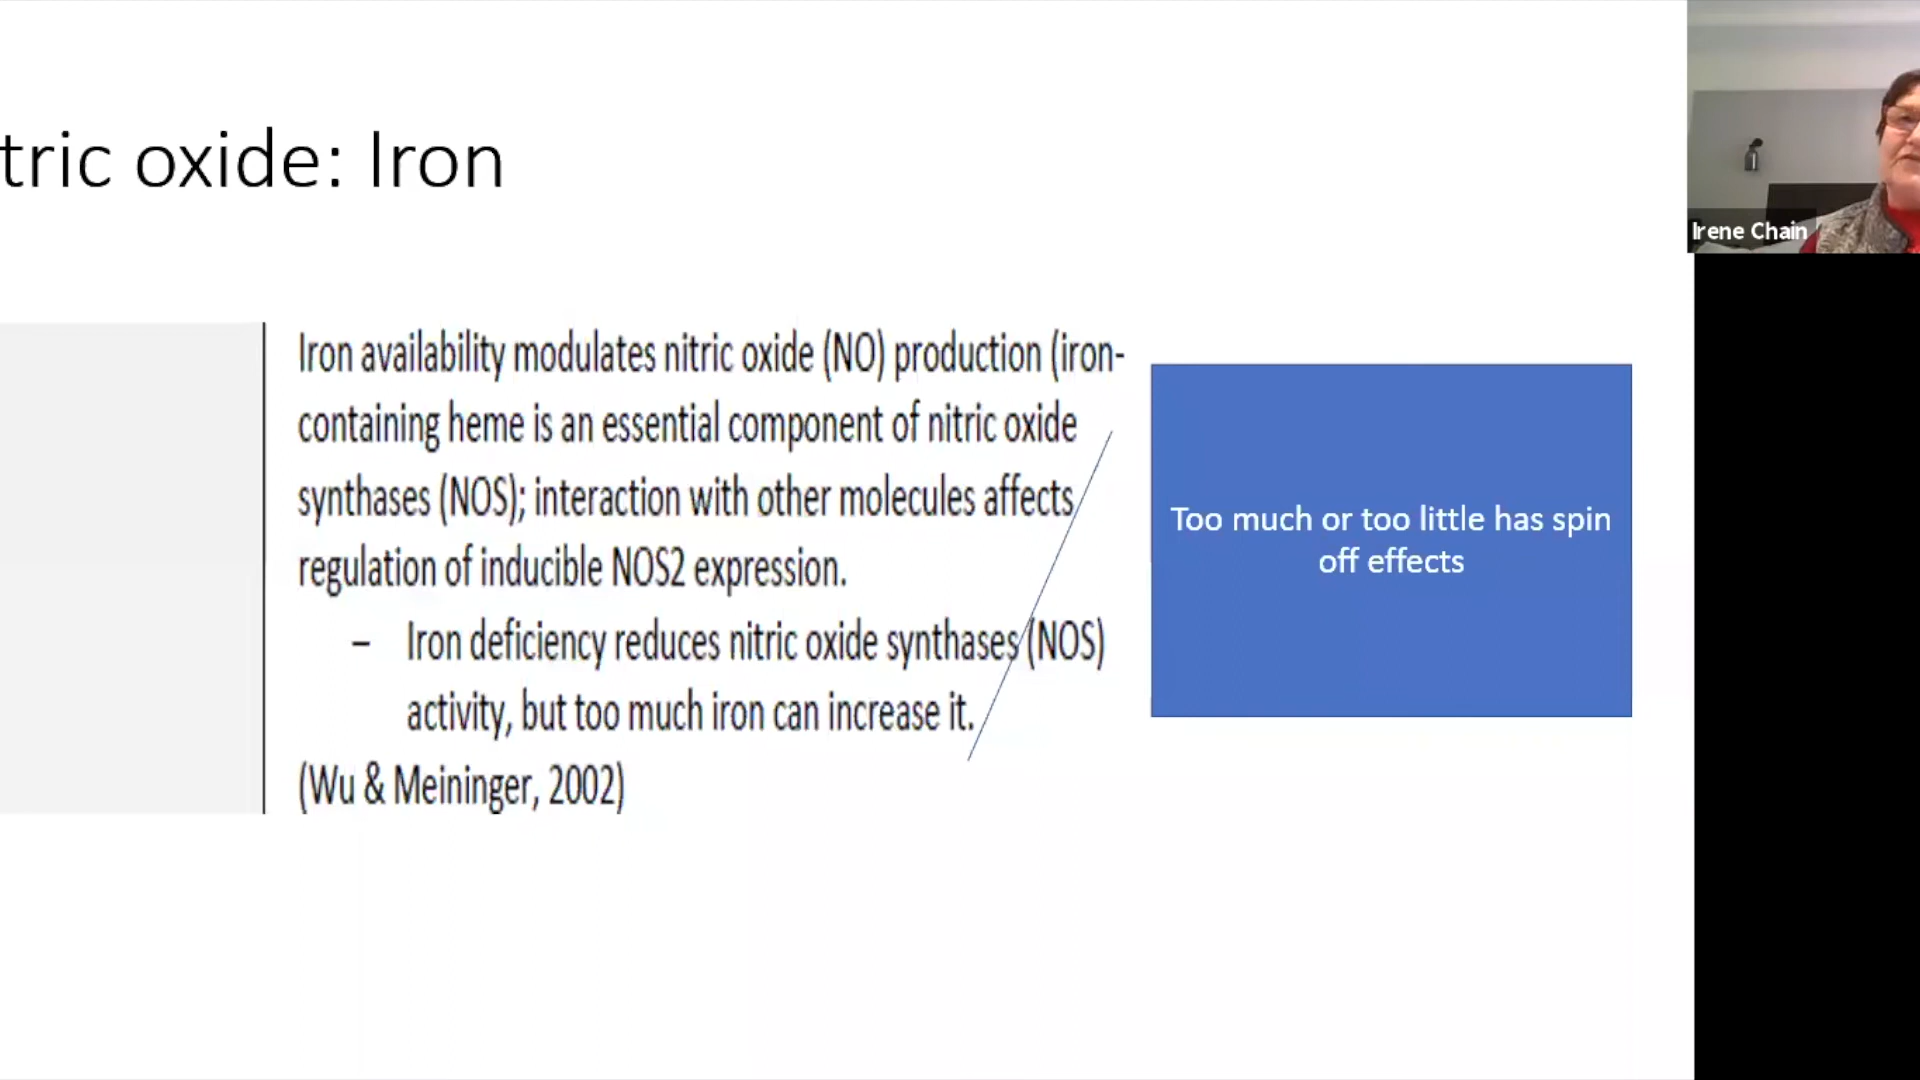 tric oxide: Iron
Irene Chain
Iron availability modulates nitric oxide (NO) production (iron-
containing heme is an essential component of nitric oxide
synthases (NOS); interaction with other molecules affects
regulation of inducible NOS2 expression.
– Iron deficiency reduces nitric oxide synthases (NOS)
activity, but too much iron can increase it.
(Wu & Meininger, 2002)
Too much or too little has spin
off effects